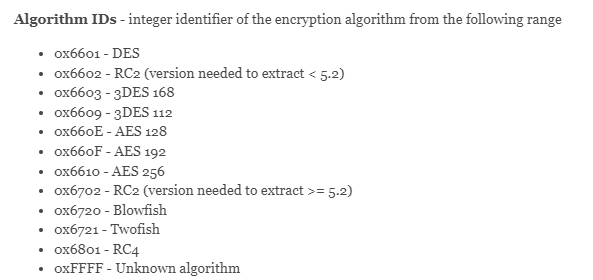 Algorithm IDs - integer identifier of the encryption algorithm from the following range
• 0x6601 - DES
• 0x6602 - RC2 (version needed to extract < 5.2)
• 0x6603 - 3DES 168
• 0x6609 - 3DES 112
• 0x660E - AES 128
• 0x660F - AES 192
• 0x6610 - AES 256
• 0x6702 - RC2 (version needed to extract >= 5.2)
• 0x6720 - Blowfish
• 0x6721 - Twofish
• 0x6801 - RC4
• 0xFFFF - Unknown algorithm